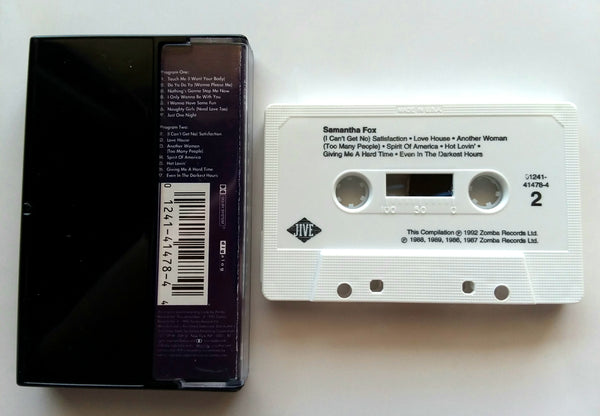 Program One:
Touch Me (I Want Your Body)
Do Ya Do Ya (Wanna Please Me)
Nothing's Gonna Stop Me Now
I Only Wanna Be With You
I Wanna Have Some Fun
Naughty Girls (Need Love Too)
Just One Night
Program Two:
(I Can't Get No) Satisfaction
Love House
Another Woman
(Too Many People)
Spirit Of America
Hot Lovin'
Giving Me A Hard Time
Even In The Darkest Hours
0 1241-41478-4 4
MADE IN U.S.A.
Samantha Fox
(I Can't Get No) Satisfaction • Love House • Another Woman
(Too Many People) • Spirit Of America • Hot Lovin' •
Giving Me A Hard Time • Even In The Darkest Hours
01241-
41478-4
2
100 50 0
JIVE
This Compilation ℗ 1992 Zomba Records Ltd.
℗ 1988, 1989, 1986, 1987 Zomba Records Ltd.